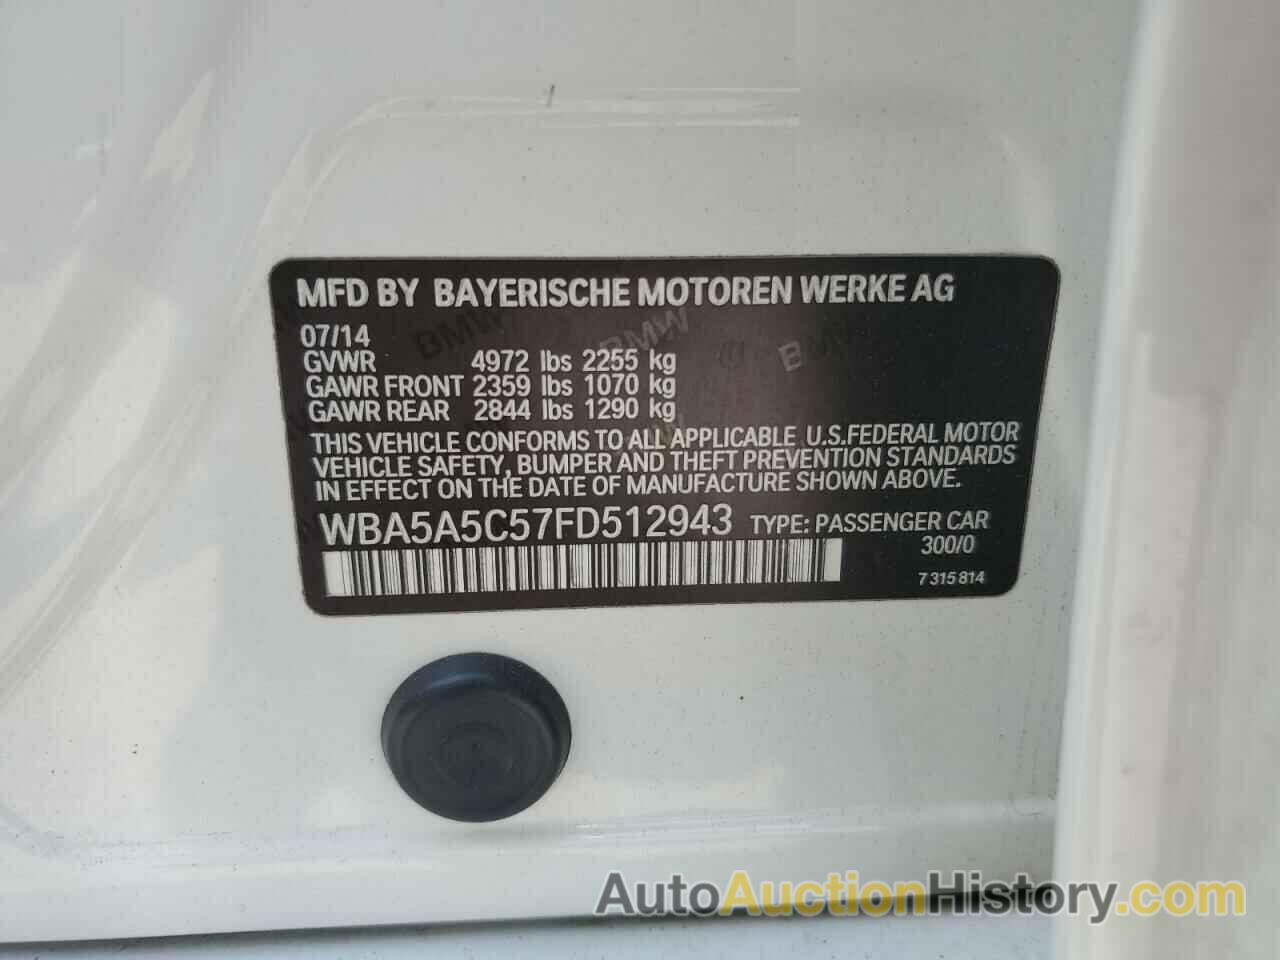 MFD BY BAYERISCHE MOTOREN WERKE AG
07/14
GVWR 4972 lbs 2255 kg
GAWR FRONT 2359 lbs 1070 kg
GAWR REAR 2844 lbs 1290 kg
THIS VEHICLE CONFORMS TO ALL APPLICABLE U.S.FEDERAL MOTOR
VEHICLE SAFETY, BUMPER AND THEFT PREVENTION STANDARDS
IN EFFECT ON THE DATE OF MANUFACTURE SHOWN ABOVE.
WBA5A5C57FD512943 TYPE: PASSENGER CAR
300/0
7 315 814
BMW BMW BMW
AutoAuctionHistory.com